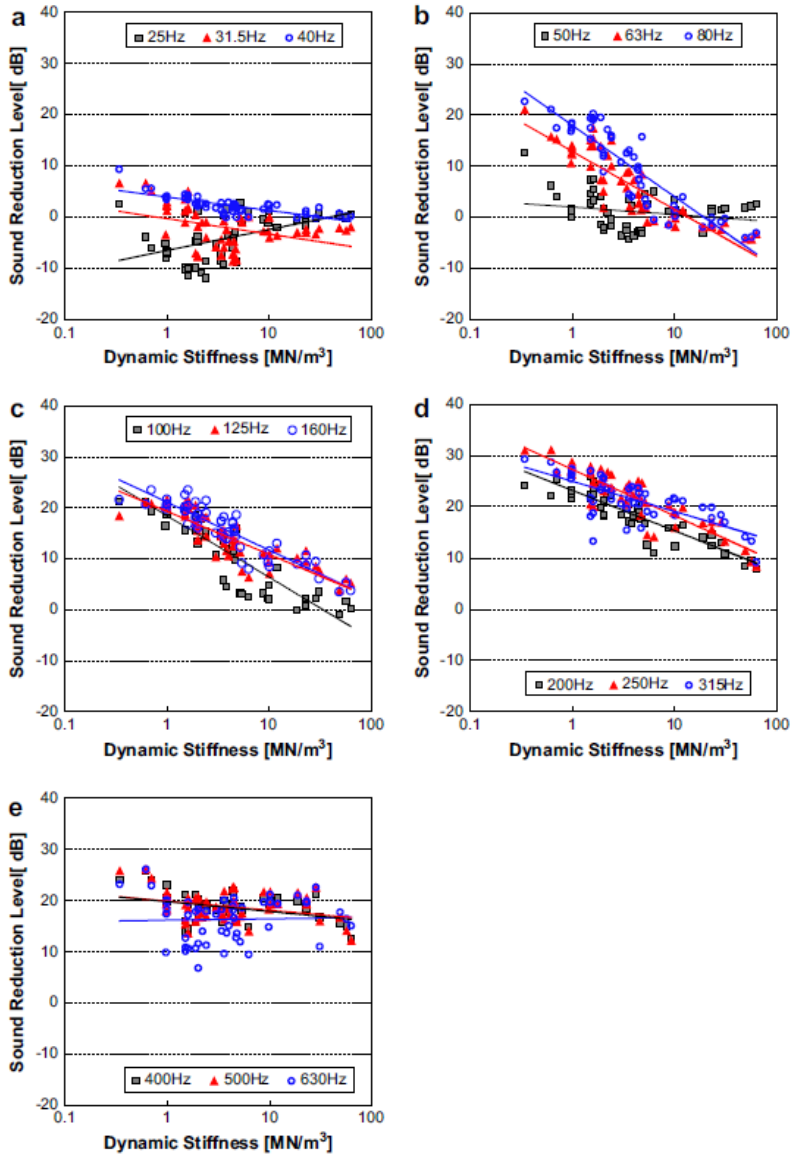 a
25Hz 31.5Hz 40Hz
40
30
20
10
0
-10
-20
0.1 1 10 100
Sound Reduction Level[ dB]
Dynamic Stiffness [MN/m³]
b
50Hz 63Hz 80Hz
40
30
20
10
0
-10
-20
0.1 1 10 100
Sound Reduction Level[ dB]
Dynamic Stiffness [MN/m³]
c
100Hz 125Hz 160Hz
40
30
20
10
0
-10
-20
0.1 1 10 100
Sound Reduction Level[ dB]
Dynamic Stiffness [MN/m³]
d
40
30
20
10
0
-10
-20
200Hz 250Hz 315Hz
0.1 1 10 100
Sound Reduction Level[ dB]
Dynamic Stiffness [MN/m³]
e
40
30
20
10
0
-10
-20
400Hz 500Hz 630Hz
0.1 1 10 100
Sound Reduction Level[ dB]
Dynamic Stiffness [MN/m³]